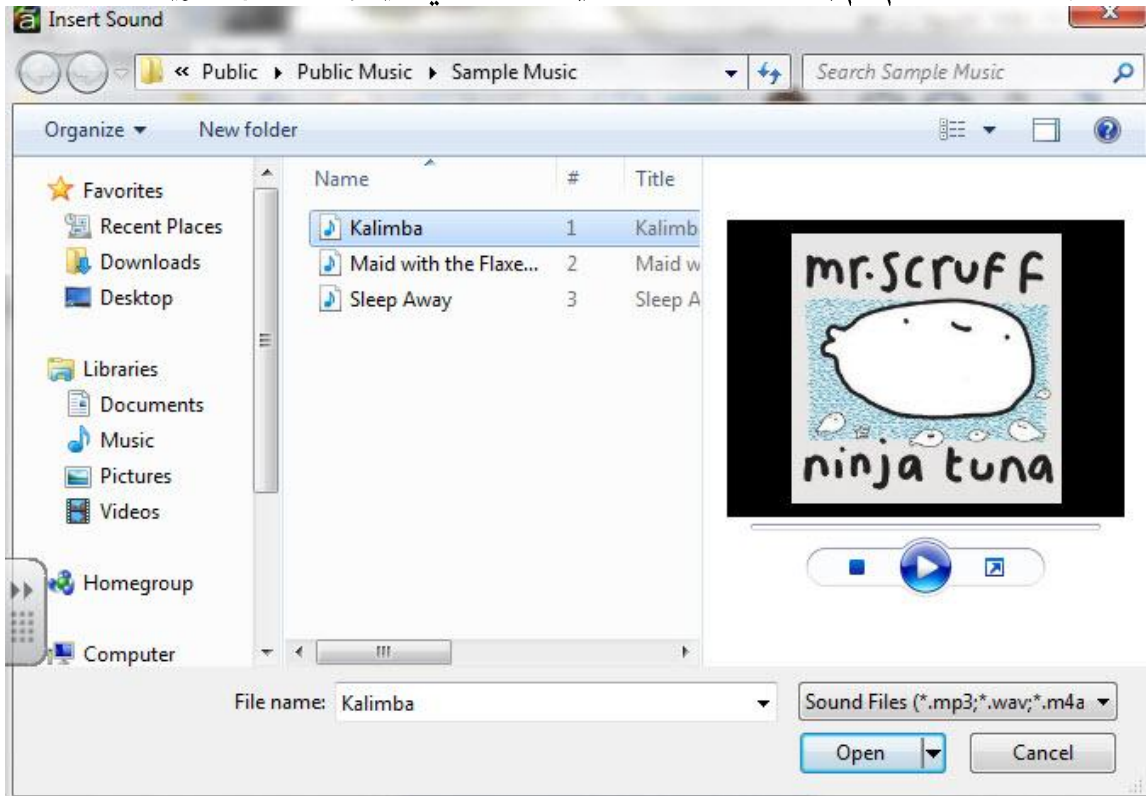 Insert Sound
« Public ▸ Public Music ▸ Sample Music
Search Sample Music
Organize ▾ New folder
Favorites
Recent Places
Downloads
Desktop
Libraries
Documents
Music
Pictures
Videos
Homegroup
Computer
Name # Title
Kalimba 1 Kalimb
Maid with the Flaxe... 2 Maid w
Sleep Away 3 Sleep A
mr.scruff
ninja tuna
File name: Kalimba
Sound Files (*.mp3;*.wav;*.m4a
Open
Cancel